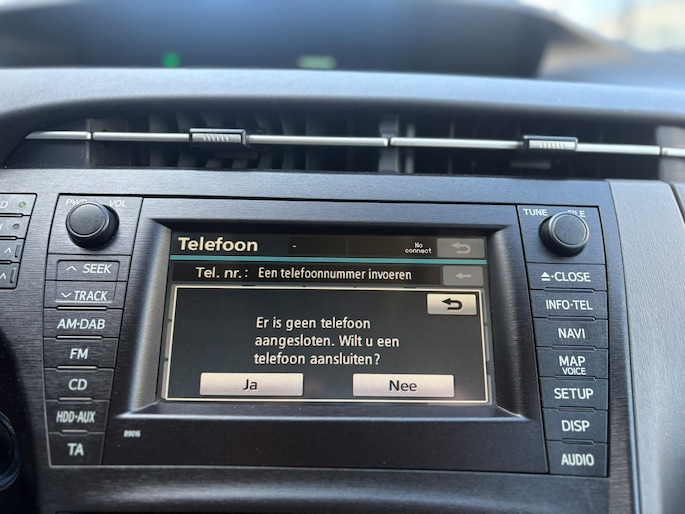 PWR VOL
TUNE FILE
D
SEEK
TRACK
AM·DAB
FM
CD
HDD·AUX
TA
Telefoon - No connect
Tel. nr.: Een telefoonnummer invoeren
Er is geen telefoon
aangesloten. Wilt u een
telefoon aansluiten?
Ja Nee
B9016
CLOSE
INFO·TEL
NAVI
MAP
VOICE
SETUP
DISP
AUDIO